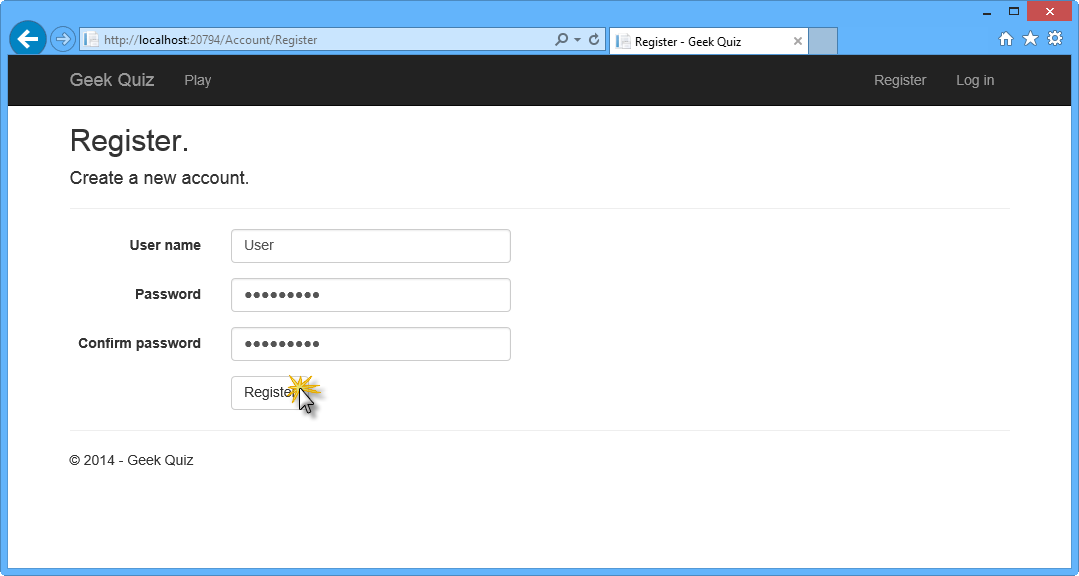 http://localhost:20794/Account/Register
Register - Geek Quiz
Geek Quiz Play Register Log in
Register.
Create a new account.
User name User
Password •••••••••
Confirm password •••••••••
Register
© 2014 - Geek Quiz